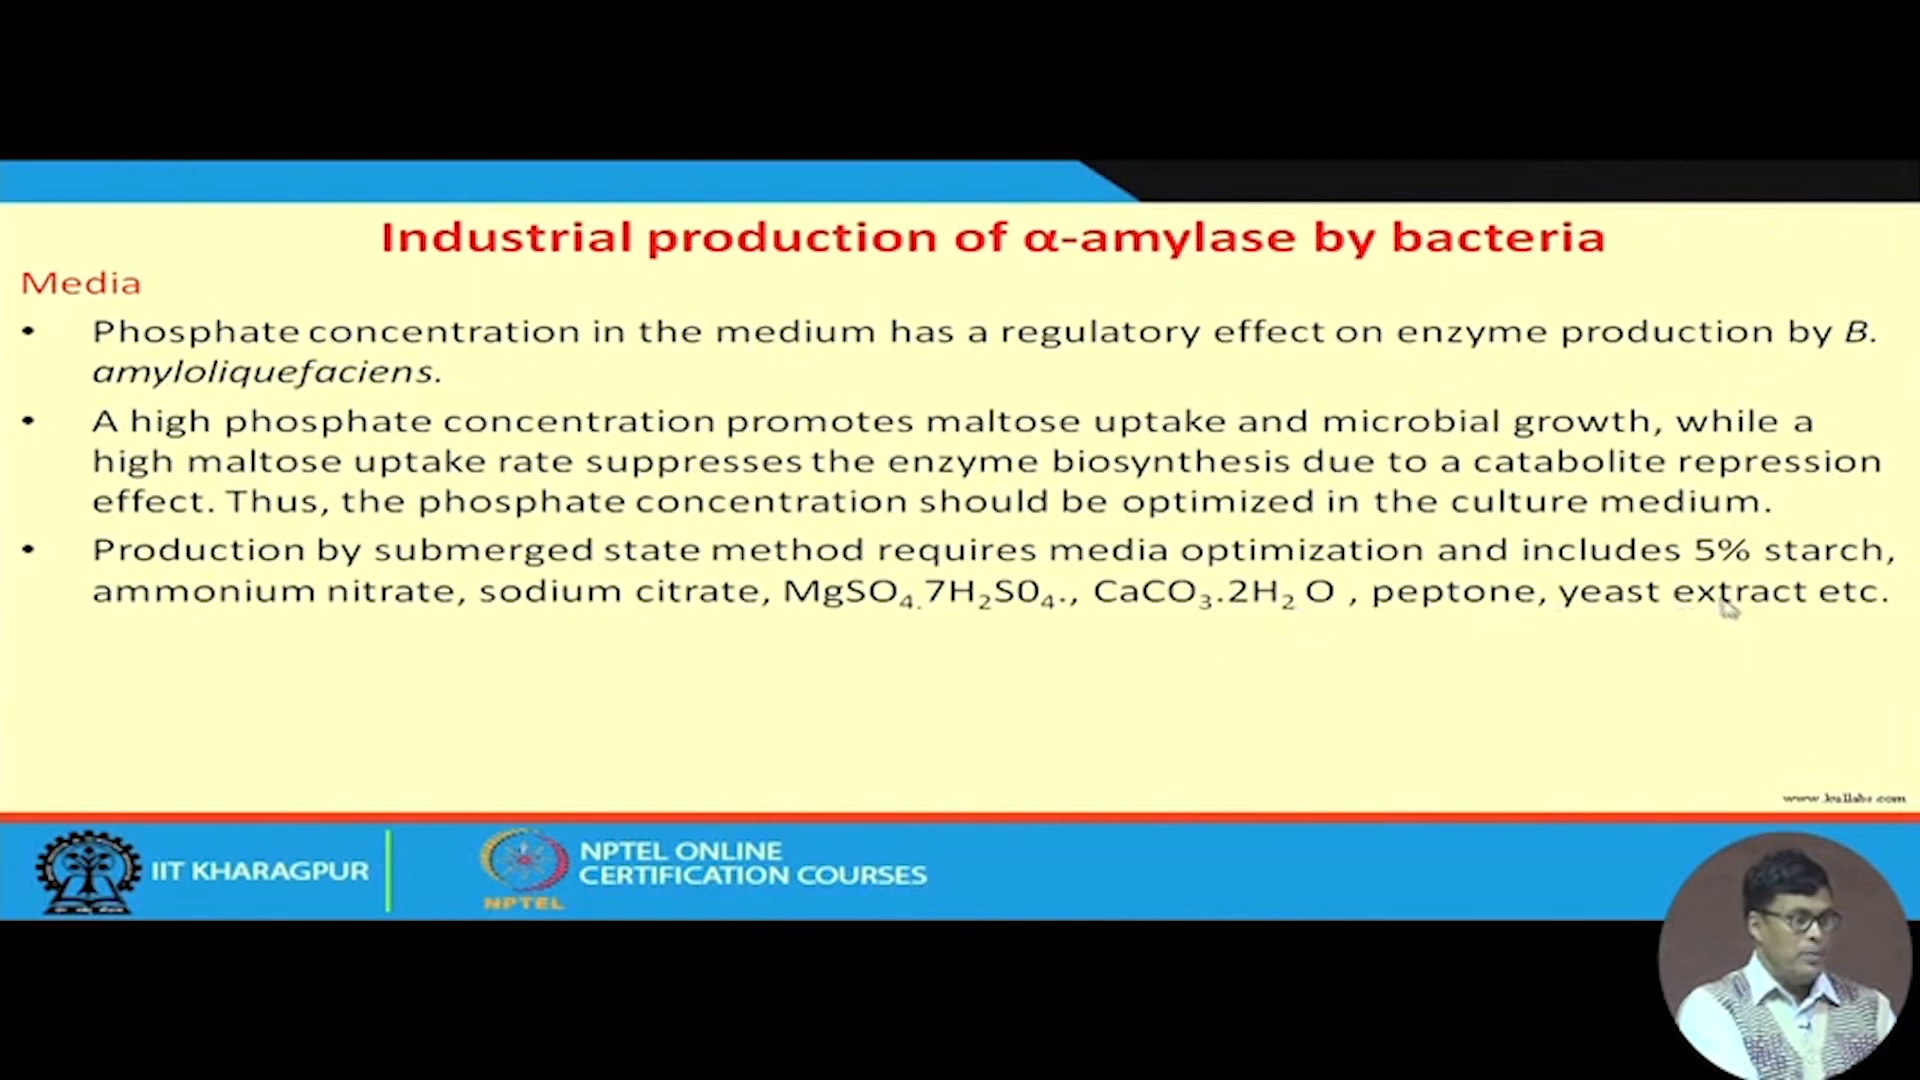 Industrial production of α-amylase by bacteria
Media
• Phosphate concentration in the medium has a regulatory effect on enzyme production by B.
amyloliquefaciens.
• A high phosphate concentration promotes maltose uptake and microbial growth, while a
high maltose uptake rate suppresses the enzyme biosynthesis due to a catabolite repression
effect. Thus, the phosphate concentration should be optimized in the culture medium.
• Production by submerged state method requires media optimization and includes 5% starch,
ammonium nitrate, sodium citrate, MgSO₄.7H₂S0₄., CaCO₃.2H₂ O , peptone, yeast extract etc.
www.kullabs.com
IIT KHARAGPUR
NPTEL ONLINE
CERTIFICATION COURSES
NPTEL